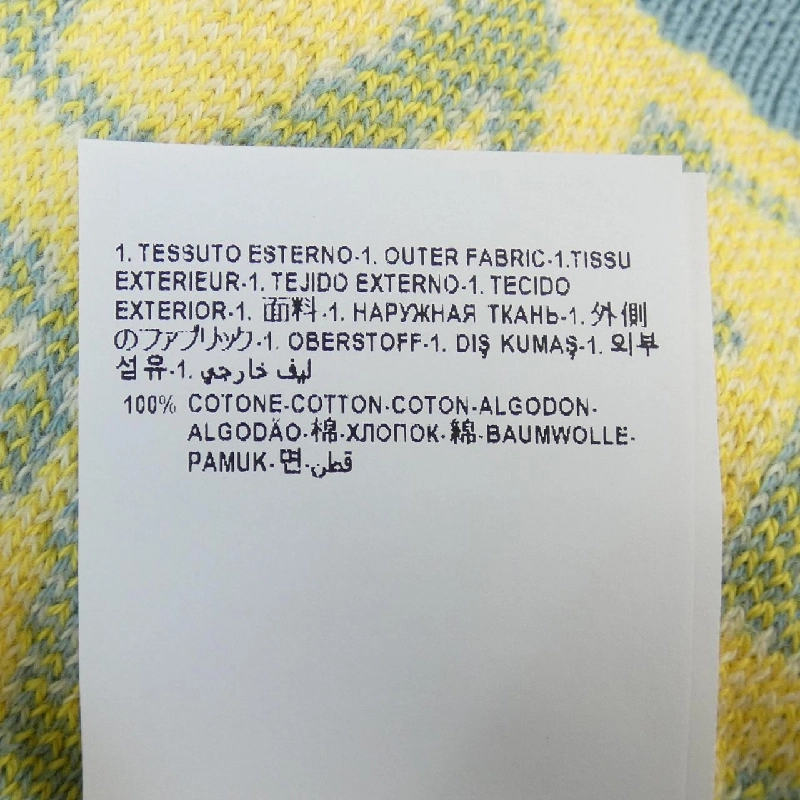 1. TESSUTO ESTERNO-1. OUTER FABRIC-1.TISSU
EXTERIEUR-1. TEJIDO EXTERNO-1. TECIDO
EXTERIOR-1. 面料-1. НАРУЖНАЯ ТКАНЬ-1. 外側
のファブリック-1. OBERSTOFF-1. DIŞ KUMAŞ-1. 외부
섬유-1. ليف خارجي
100% COTONE-COTTON-COTON-ALGODON-
ALGODÃO-棉-ХЛОПОК-綿-BAUMWOLLE-
PAMUK-면-قطن